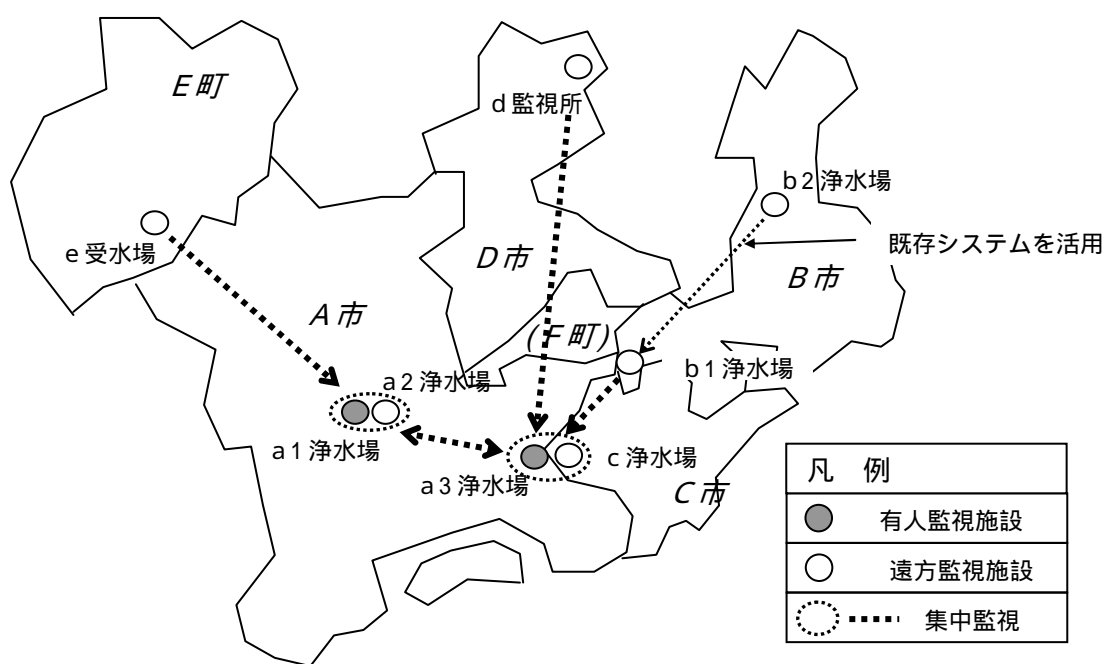 E町
d監視所
b2浄水場
既存システムを活用
e受水場
D市
B市
A市
(F町)
a2浄水場
b1浄水場
a1浄水場
c浄水場
a3浄水場
C市
凡 例
有人監視施設
遠方監視施設
集中監視